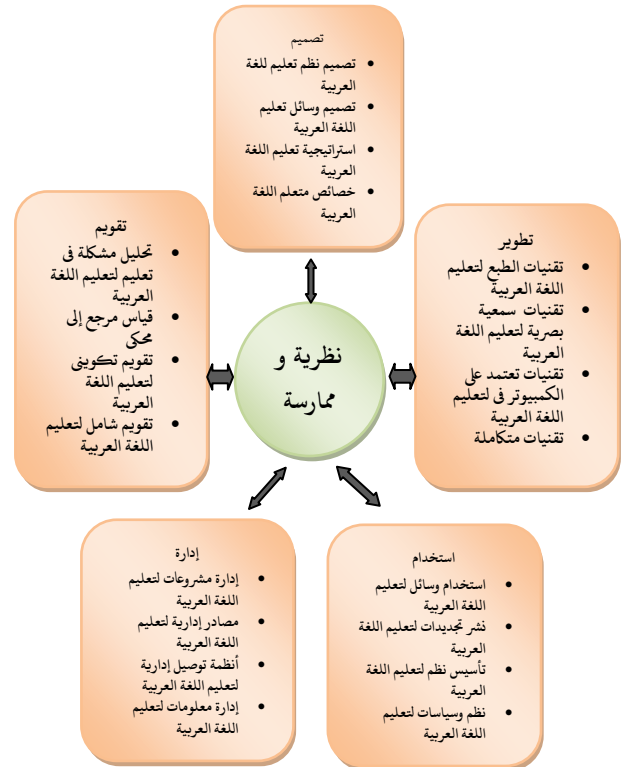 تصميم
• تصميم نظم تعليم للغة
العربية
• تصميم وسائل تعليم
اللغة العربية
• استراتيجية تعليم اللغة
العربية
• خصائص متعلم اللغة
العربية
تطوير
• تقنيات الطبع لتعليم
اللغة العربية
• تقنيات سمعية
بصرية لتعليم اللغة
العربية
• تقنيات تعتمد على
الكمبيوتر فى لتعليم
اللغة العربية
• تقنيات متكاملة
نظرية و
ممارسة
تقويم
• تحليل مشكلة فى
تعليم لتعليم اللغة
العربية
• قياس مرجع إلى
محكى
• تقويم تكوينى
لتعليم اللغة
العربية
• تقويم شامل لتعليم
اللغة العربية
استخدام
• استخدام وسائل لتعليم
اللغة العربية
• نشر تجديدات لتعليم اللغة
العربية
• تأسيس نظم لتعليم اللغة
العربية
• نظم وسياسات لتعليم
اللغة العربية
إدارة
• إدارة مشروعات لتعليم
اللغة العربية
• مصادر إدارية لتعليم
اللغة العربية
• أنظمة توصيل إدارية
لتعليم اللغة العربية
• إدارة معلومات لتعليم
اللغة العربية